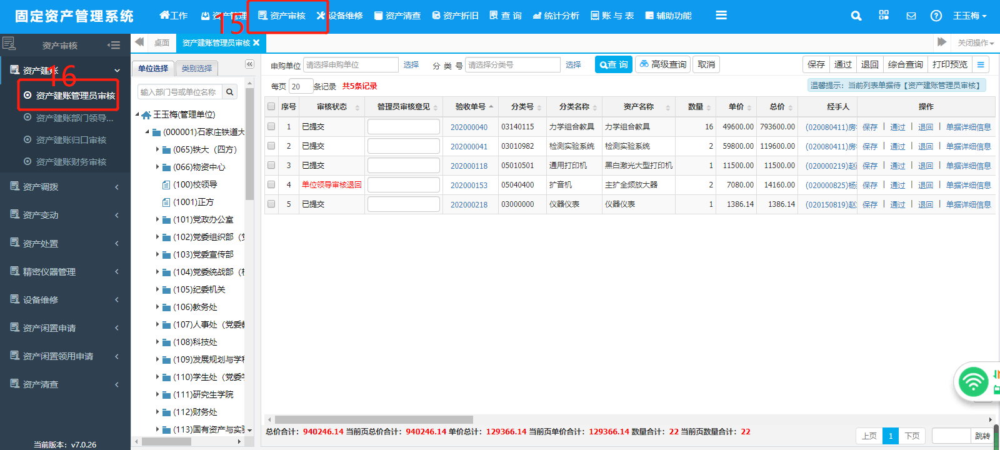 固定资产管理系统
工作 资产管理 资产审核 设备维修 资产清查 资产折旧 查 询 统计分析 账 与 表 辅助功能 王玉梅
15
资产审核 桌面 资产建账管理员审核 关闭操作
资产建账
16
资产建账管理员审核
资产建账部门领导...
资产建账归口审核
资产建账财务审核
资产调拨
资产变动
资产处置
精密仪器管理
设备维修
资产闲置申请
资产闲置领用申请
资产清查
当前版本：v7.0.26
单位选择 类别选择
输入部门号或单位名称
王玉梅(管理单位)
(000001)石家庄铁道大
(065)铁大（四方）
(066)物资中心
(100)校领导
(1001)正方
(101)党政办公室
(102)党委组织部（
(103)党委宣传部
(104)党委统战部（
(105)纪委机关
(106)教务处
(107)人事处（党委教
(108)科技处
(109)发展规划与学科
(110)学生处（党委学
(111)研究生学院
(112)财务处
(113)国有资产与实验
申购单位 请选择申购单位 选择 分 类 号 请选择分类号 选择 查 询 高级查询 取消 保存 通过 退回 综合查询 打印预览
每页 20 条记录 共5条记录 温馨提示：当前列表单据待【资产建账管理员审核】
序号 审核状态 管理员审核意见 验收单号 分类号 分类名称 资产名称 数量 单价 总价 经手人 操作
1 已提交 202000040 03140115 力学组合教具 力学组合教具 16 49600.00 793600.00 (020080411)房 保存 | 通过 | 退回 | 单据详细信息
2 已提交 202000041 03010982 检测实验系统 检测实验系统 2 59800.00 119600.00 (020080411)房 保存 | 通过 | 退回 | 单据详细信息
3 已提交 202000118 05010501 通用打印机 黑白激光大型打印机 1 11500.00 11500.00 (020000219)赵 保存 | 通过 | 退回 | 单据详细信息
4 单位领导审核退回 202000153 05040400 扩音机 主扩全频放大器 2 7080.00 14160.00 (020000825)杨 保存 | 通过 | 退回 | 单据详细信息
5 已提交 202000218 03000000 仪器仪表 仪器仪表 1 1386.14 1386.14 (020150819)赵 保存 | 通过 | 退回 | 单据详细信息
总价合计：940246.14 当前页总价合计：940246.14 单价总计：129366.14 当前页单价合计：129366.14 数量合计：22 当前页数量合计：22
上页 1 下页 跳转